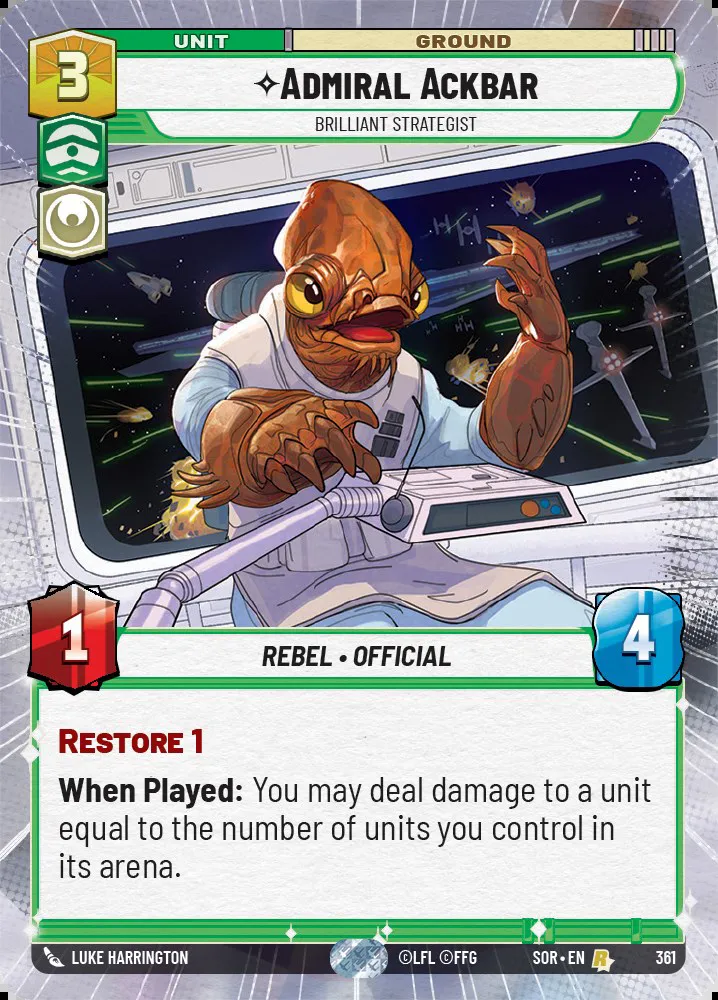 UNIT GROUND
3
ADMIRAL ACKBAR
BRILLIANT STRATEGIST
1
REBEL • OFFICIAL
4
RESTORE 1
When Played: You may deal damage to a unit
equal to the number of units you control in
its arena.
LUKE HARRINGTON ©LFL ©FFG SOR • EN R 361